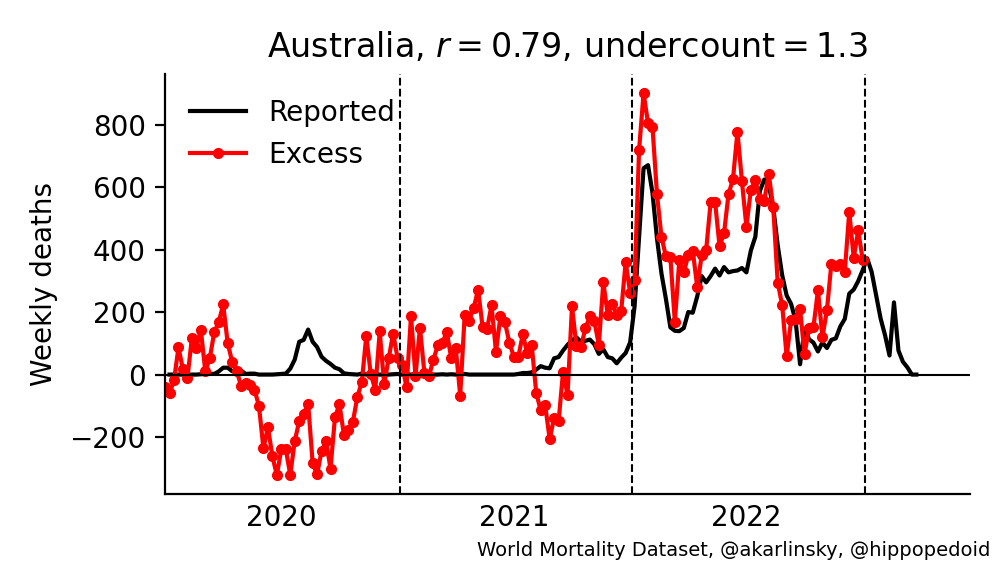 Australia, r = 0.79, undercount = 1.3
Reported
Excess
Weekly deaths
800
600
400
200
0
−200
2020 2021 2022
World Mortality Dataset, @akarlinsky, @hippopedoid